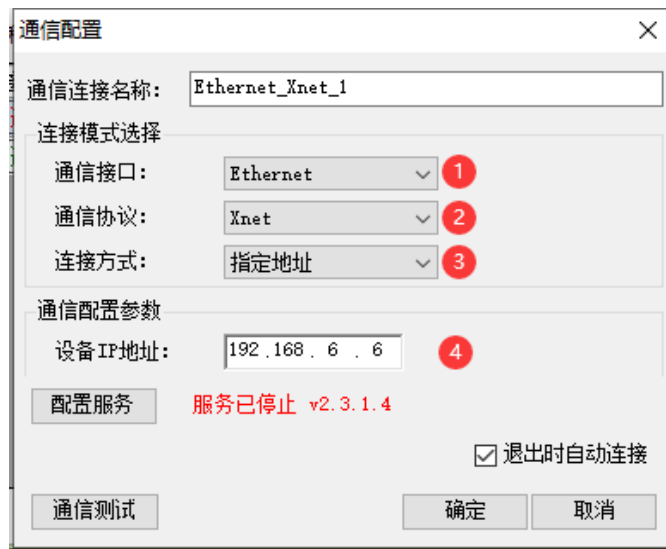 通信配置
通信连接名称: Ethernet_Xnet_1
连接模式选择
通信接口: Ethernet 1
通信协议: Xnet 2
连接方式: 指定地址 3
通信配置参数
设备IP地址: 192.168.6.6 4
配置服务 服务已停止 v2.3.1.4
退出时自动连接
通信测试 确定 取消